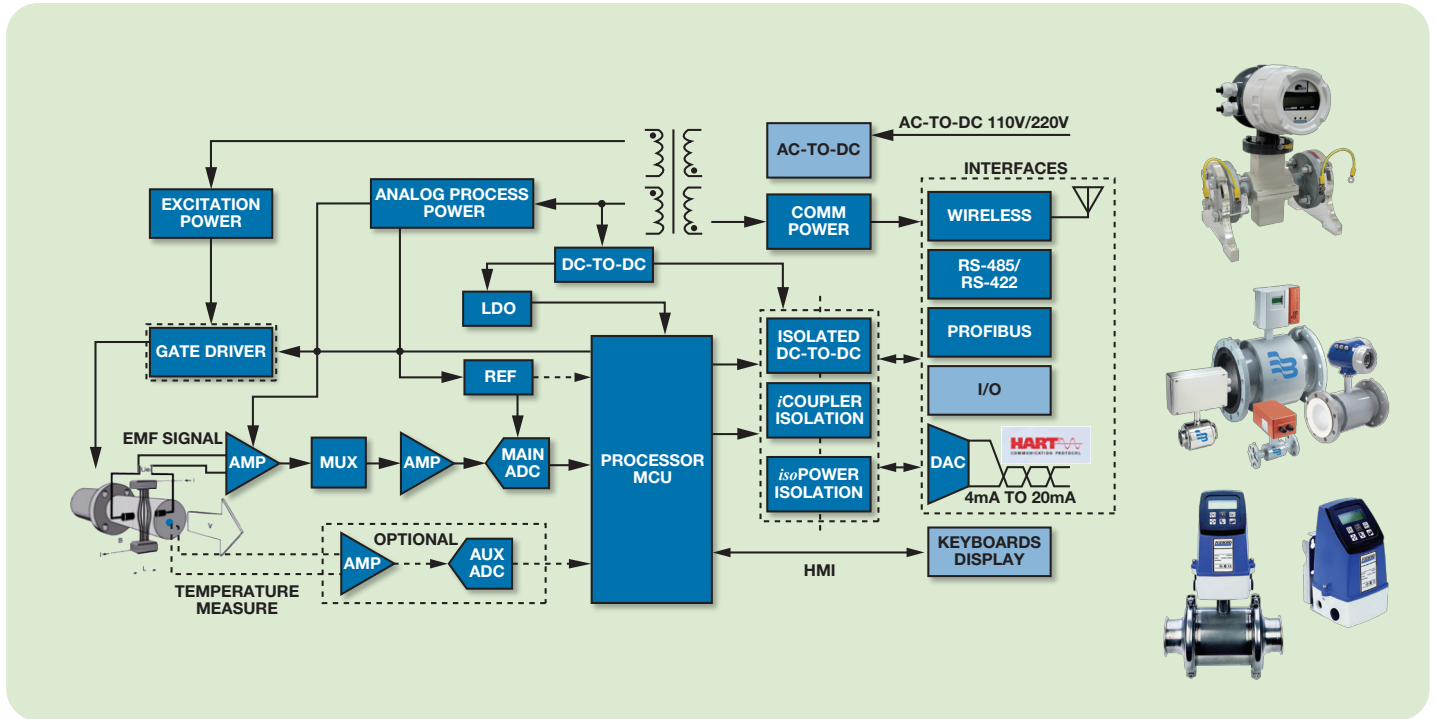 AC-TO-DC 110V/220V
AC-TO-DC
INTERFACES
EXCITATION
POWER
ANALOG PROCESS
POWER
COMM
POWER
WIRELESS
DC-TO-DC
RS-485/
RS-422
LDO
GATE DRIVER
ISOLATED
DC-TO-DC
PROFIBUS
REF
I/O
iCOUPLER
ISOLATION
EMF SIGNAL
AMP
MUX
AMP
MAIN
ADC
PROCESSOR
MCU
isoPOWER
ISOLATION
DAC
HART
COMMUNICATION PROTOCOL
4mA TO 20mA
OPTIONAL
AMP
AUX
ADC
TEMPERATURE
MEASURE
HMI
KEYBOARDS
DISPLAY
V
B
L